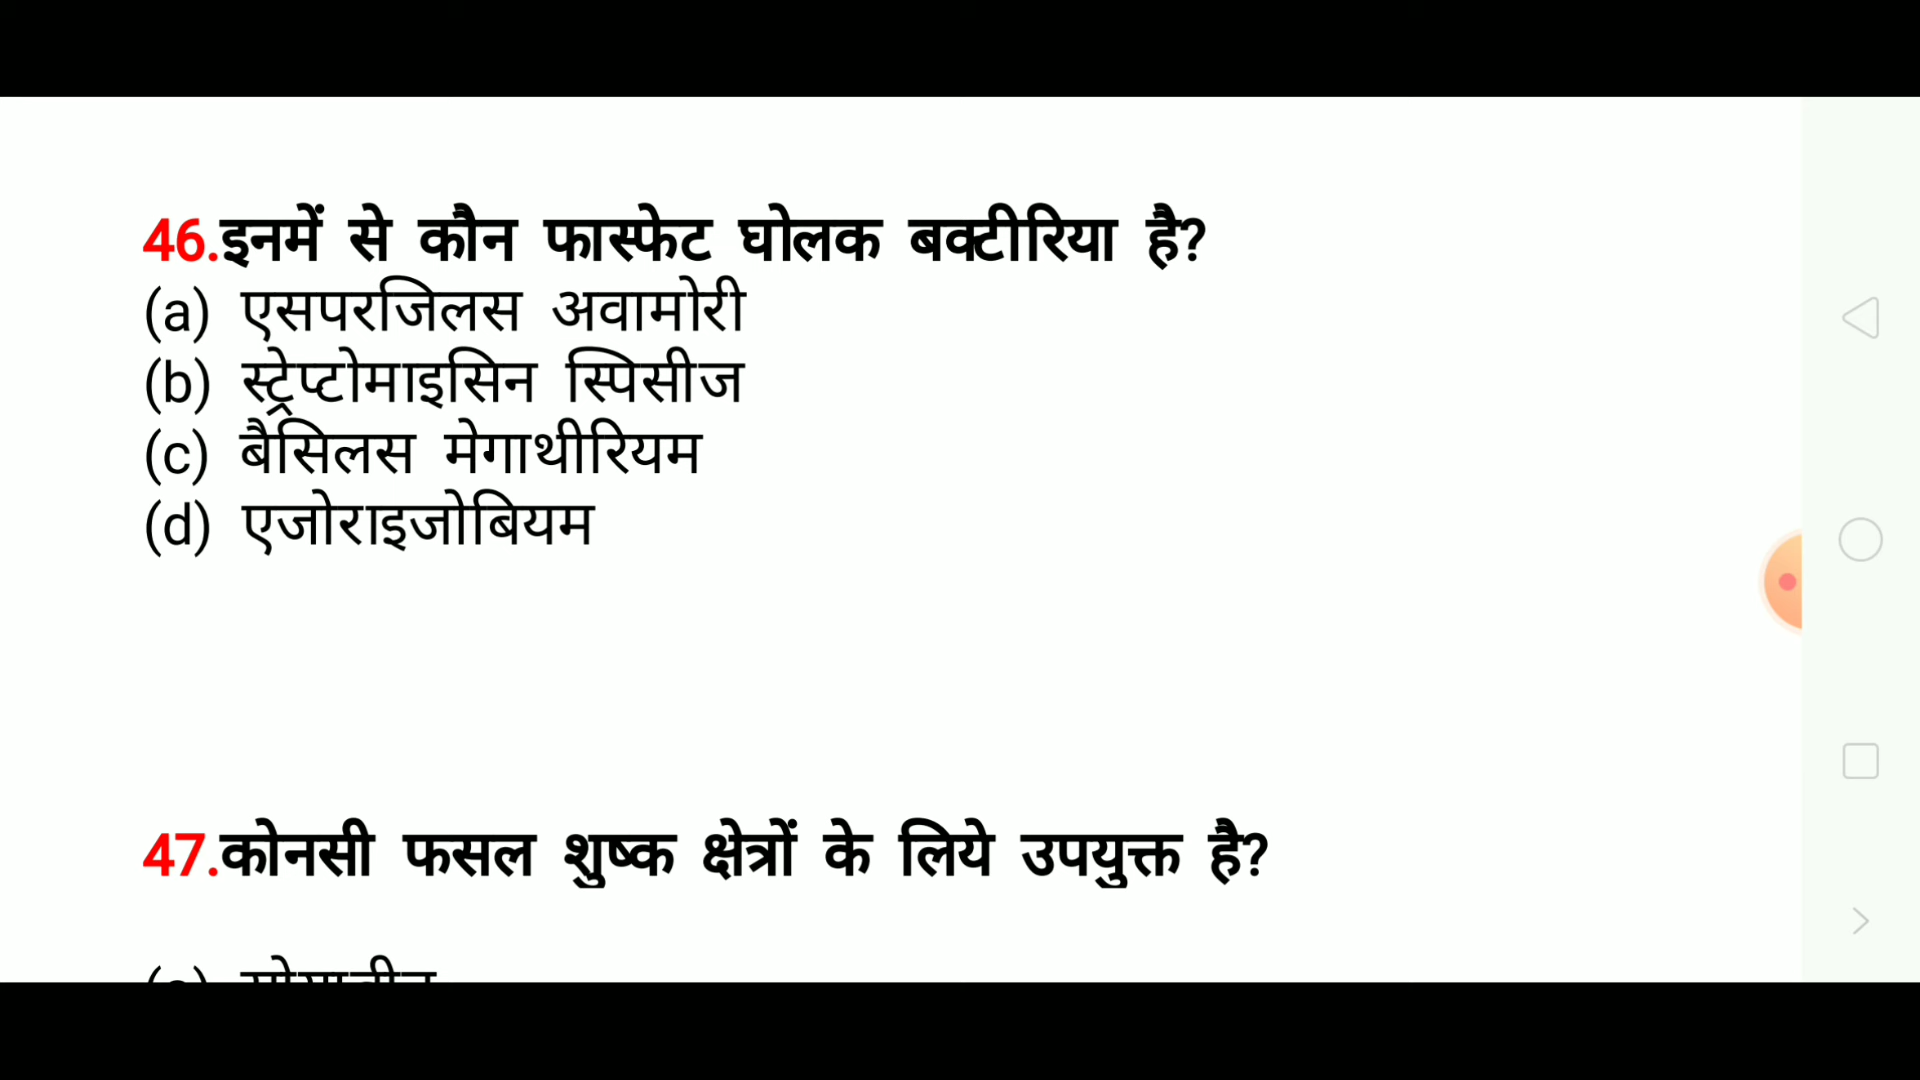 46.इनमें से कौन फास्फेट घोलक बक्टीरिया है?
(a) एसपरजिलस अवामोरी
(b) स्ट्रेप्टोमाइसिन स्पिसीज
(c) बैसिलस मेगाथीरियम
(d) एजोराइजोबियम
47.कोनसी फसल शुष्क क्षेत्रों के लिये उपयुक्त है?